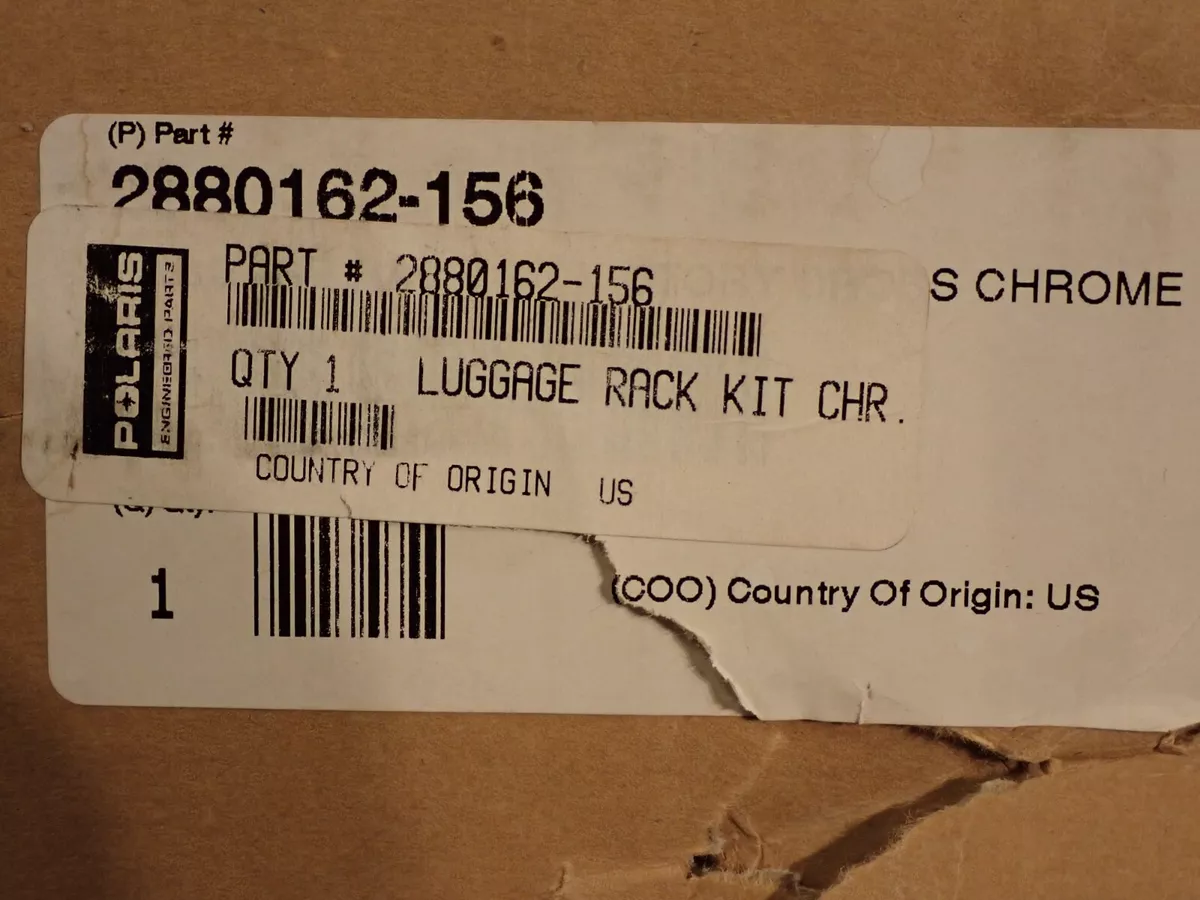 (P) Part #
2880162-156
S CHROME
POLARIS
ENGINEERED PARTS
PART # 2880162-156
QTY 1 LUGGAGE RACK KIT CHR.
COUNTRY OF ORIGIN US
(Q) Qty:
1
(COO) Country Of Origin: US